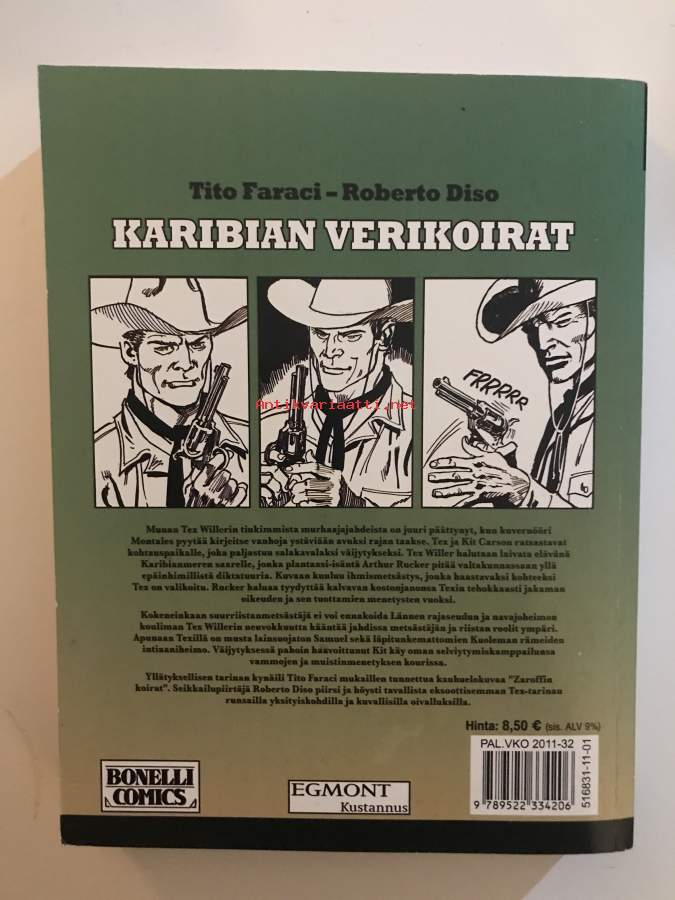 Tito Faraci – Roberto Diso
KARIBIAN VERIKOIRAT
FRRRRR
Antikvariaatti.net
Muuan Tex Willerin tiukimmista murhaajajahdeista on juuri päättynyt, kun kuvernööri
Montales pyytää kirjeitse vanhoja ystäviään avuksi rajan taakse. Tex ja Kit Carson ratsastavat
kohtauspaikalle, joka paljastuu salakavalaksi väijytykseksi. Tex Willer halutaan laivata elävänä
Karibianmeren saarelle, jonka plantaasi-isäntä Arthur Rucker pitää valtakunnassaan yllä
epäinhimillistä diktatuuria. Kuvaan kuuluu ihmismetsästys, jonka haastavaksi kohteeksi
Tex on valikoitu. Rucker haluaa tyydyttää kalvavan kostonjanonsa Texin tehokkaasti jakaman
oikeuden ja sen tuottamien menetysten vuoksi.
Kokeneinkaan suurriistanmetsästäjä ei voi ennakoida Lännen rajaseudun ja navajoheimon
kouliman Tex Willerin neuvokkuutta kääntää jahdissa metsästäjän ja riistan roolit ympäri.
Apunaan Texillä on musta lainsuojaton Samuel sekä läpitunkemattomien Kuoleman rämeiden
intiaaniheimo. Väijytyksessä pahoin haavoittunut Kit käy oman selviytymiskamppailunsa
vammojen ja muistinmenetyksen kourissa.
Yllätyksellisen tarinan kynäili Tito Faraci mukaillen tunnettua kauhuelokuvaa "Zaroffin
koirat". Seikkailupiirtäjä Roberto Diso piirsi ja höysti tavallista eksoottisemman Tex-tarinan
runsailla yksityiskohdilla ja kuvallisilla oivalluksilla.
Hinta: 8,50 € (sis. ALV 9%)
PAL.VKO 2011-32
516831-11-01
9 789522 334206
BONELLI
COMICS
EGMONT
Kustannus